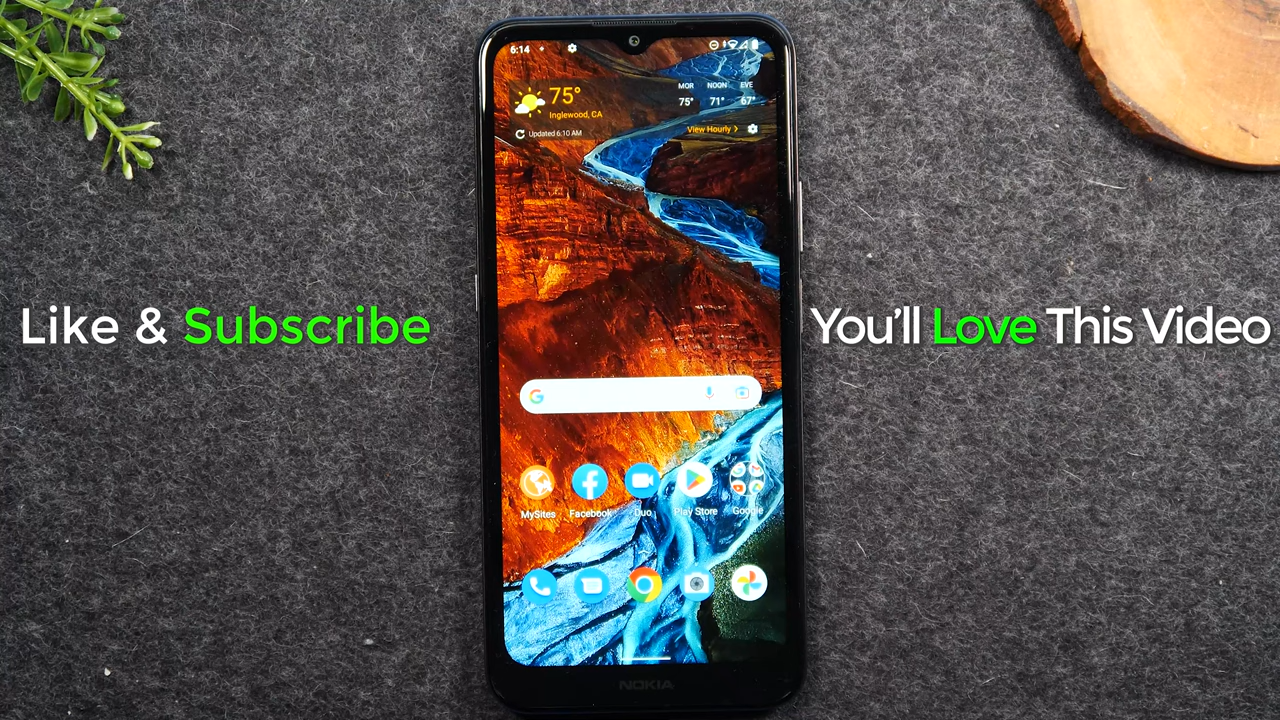 6:14
75°
Inglewood, CA
Updated 6:10 AM
MOR NOON EVE
75° 71° 67°
View Hourly >
Like & Subscribe
You'll Love This Video
MySites Facebook Duo Play Store Google
NOKIA